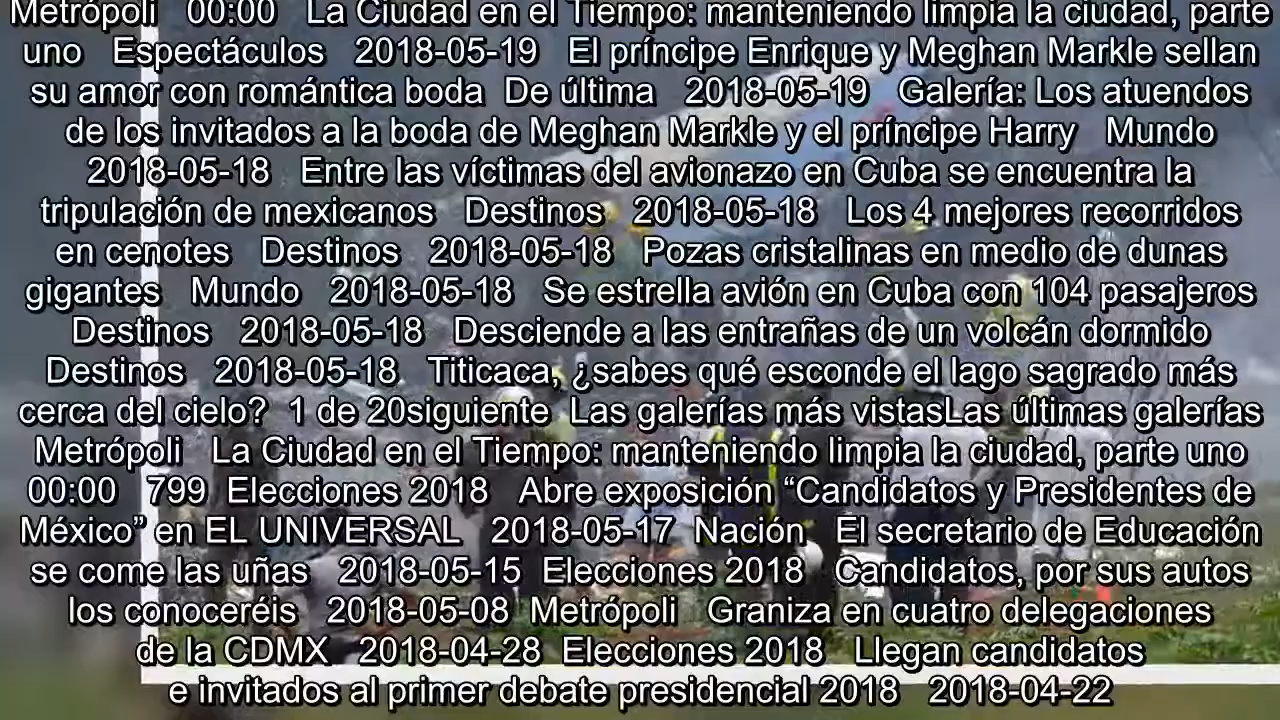 Metrópoli 00:00 La Ciudad en el Tiempo: manteniendo limpia la ciudad, parte
uno Espectáculos 2018-05-19 El príncipe Enrique y Meghan Markle sellan
su amor con romántica boda De última 2018-05-19 Galería: Los atuendos
de los invitados a la boda de Meghan Markle y el príncipe Harry Mundo
2018-05-18 Entre las víctimas del avionazo en Cuba se encuentra la
tripulación de mexicanos Destinos 2018-05-18 Los 4 mejores recorridos
en cenotes Destinos 2018-05-18 Pozas cristalinas en medio de dunas
gigantes Mundo 2018-05-18 Se estrella avión en Cuba con 104 pasajeros
Destinos 2018-05-18 Desciende a las entrañas de un volcán dormido
Destinos 2018-05-18 Titicaca, ¿sabes qué esconde el lago sagrado más
cerca del cielo? 1 de 20siguiente Las galerías más vistasLas últimas galerías
Metrópoli La Ciudad en el Tiempo: manteniendo limpia la ciudad, parte uno
00:00 799 Elecciones 2018 Abre exposición “Candidatos y Presidentes de
México” en EL UNIVERSAL 2018-05-17 Nación El secretario de Educación
se come las uñas 2018-05-15 Elecciones 2018 Candidatos, por sus autos
los conoceréis 2018-05-08 Metrópoli Graniza en cuatro delegaciones
de la CDMX 2018-04-28 Elecciones 2018 Llegan candidatos
e invitados al primer debate presidencial 2018 2018-04-22